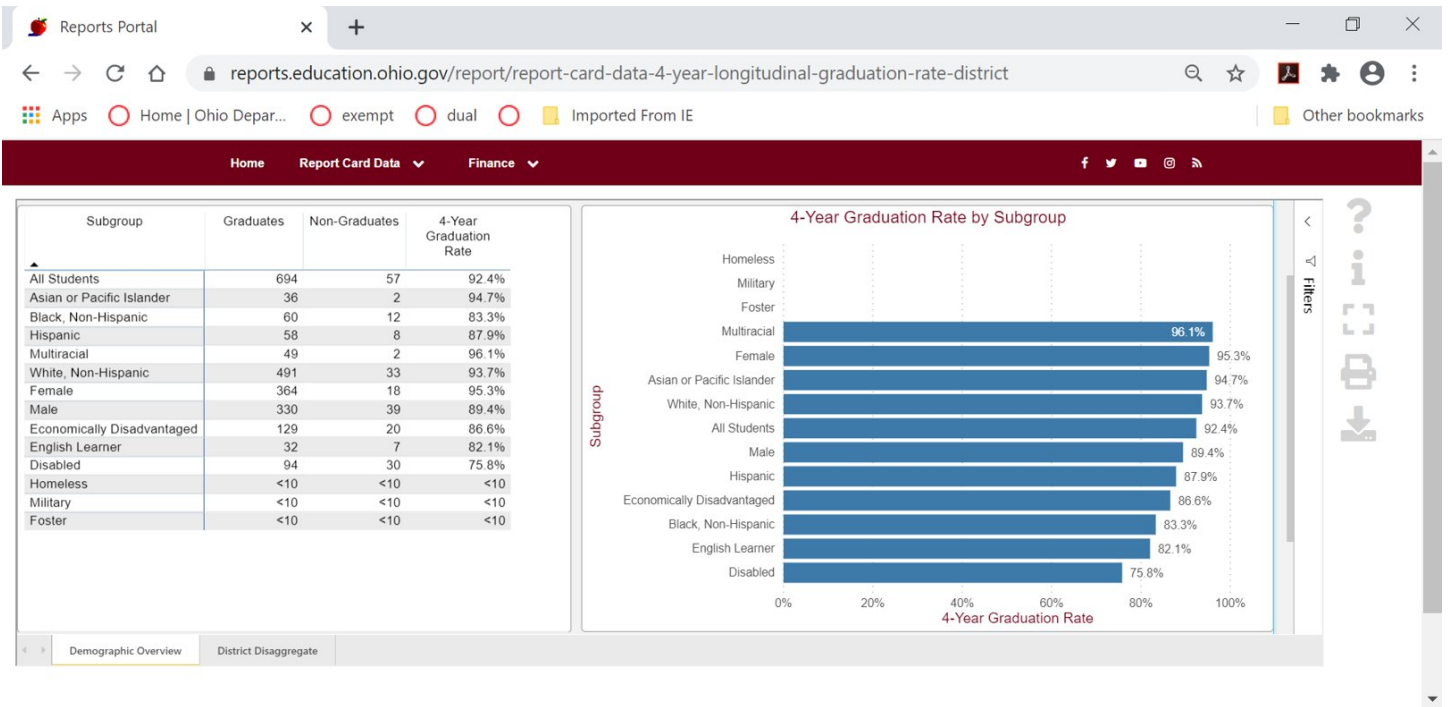 Reports Portal
reports.education.ohio.gov/report/report-card-data-4-year-longitudinal-graduation-rate-district
Apps Home | Ohio Depar... exempt dual Imported From IE Other bookmarks
Home Report Card Data Finance
Subgroup Graduates Non-Graduates 4-Year Graduation Rate
All Students 694 57 92.4%
Asian or Pacific Islander 36 2 94.7%
Black, Non-Hispanic 60 12 83.3%
Hispanic 58 8 87.9%
Multiracial 49 2 96.1%
White, Non-Hispanic 491 33 93.7%
Female 364 18 95.3%
Male 330 39 89.4%
Economically Disadvantaged 129 20 86.6%
English Learner 32 7 82.1%
Disabled 94 30 75.8%
Homeless <10 <10 <10
Military <10 <10 <10
Foster <10 <10 <10
4-Year Graduation Rate by Subgroup
Subgroup
Homeless
Military
Foster
Multiracial 96.1%
Female 95.3%
Asian or Pacific Islander 94.7%
White, Non-Hispanic 93.7%
All Students 92.4%
Male 89.4%
Hispanic 87.9%
Economically Disadvantaged 86.6%
Black, Non-Hispanic 83.3%
English Learner 82.1%
Disabled 75.8%
0% 20% 40% 60% 80% 100%
4-Year Graduation Rate
Filters
Demographic Overview District Disaggregate